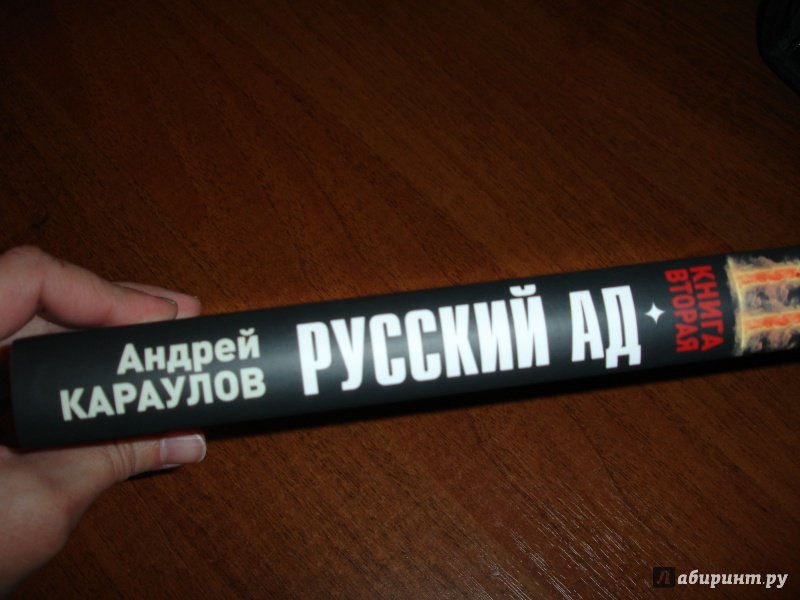 Андрей
КАРАУЛОВ
РУССКИЙ АД
КНИГА
ВТОРАЯ
Лабиринт.ру